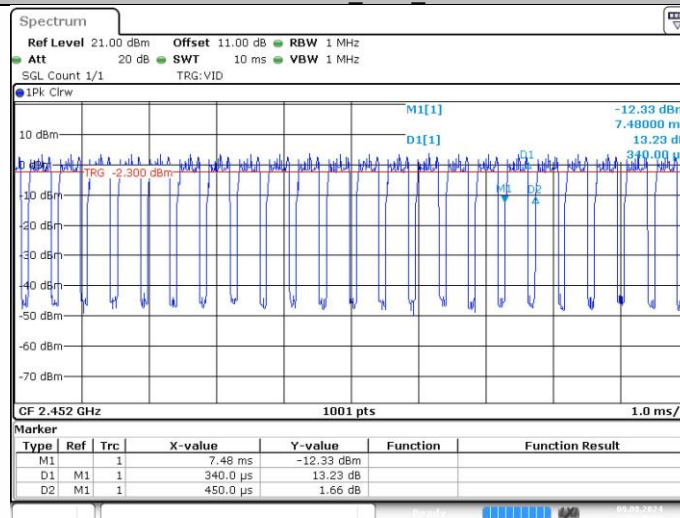 Spectrum
Ref Level 21.00 dBm Offset 11.00 dB RBW 1 MHz
Att 20 dB SWT 10 ms VBW 1 MHz
SGL Count 1/1 TRG:VID
1Pk Clrw
M1[1] -12.33 dBm
7.48000 m
10 dBm D1[1] 13.23 d
340.00 µs
D1
0 dBm
TRG -2.300 dBm
M1 D2
-10 dBm
-20 dBm
-30 dBm
-40 dBm
-50 dBm
-60 dBm
-70 dBm
CF 2.452 GHz 1001 pts 1.0 ms/
Marker
Type Ref Trc X-value Y-value Function Function Result
M1 1 7.48 ms -12.33 dBm
D1 M1 1 340.0 µs 13.23 dB
D2 M1 1 450.0 µs 1.66 dB
Ready 09.08.2024